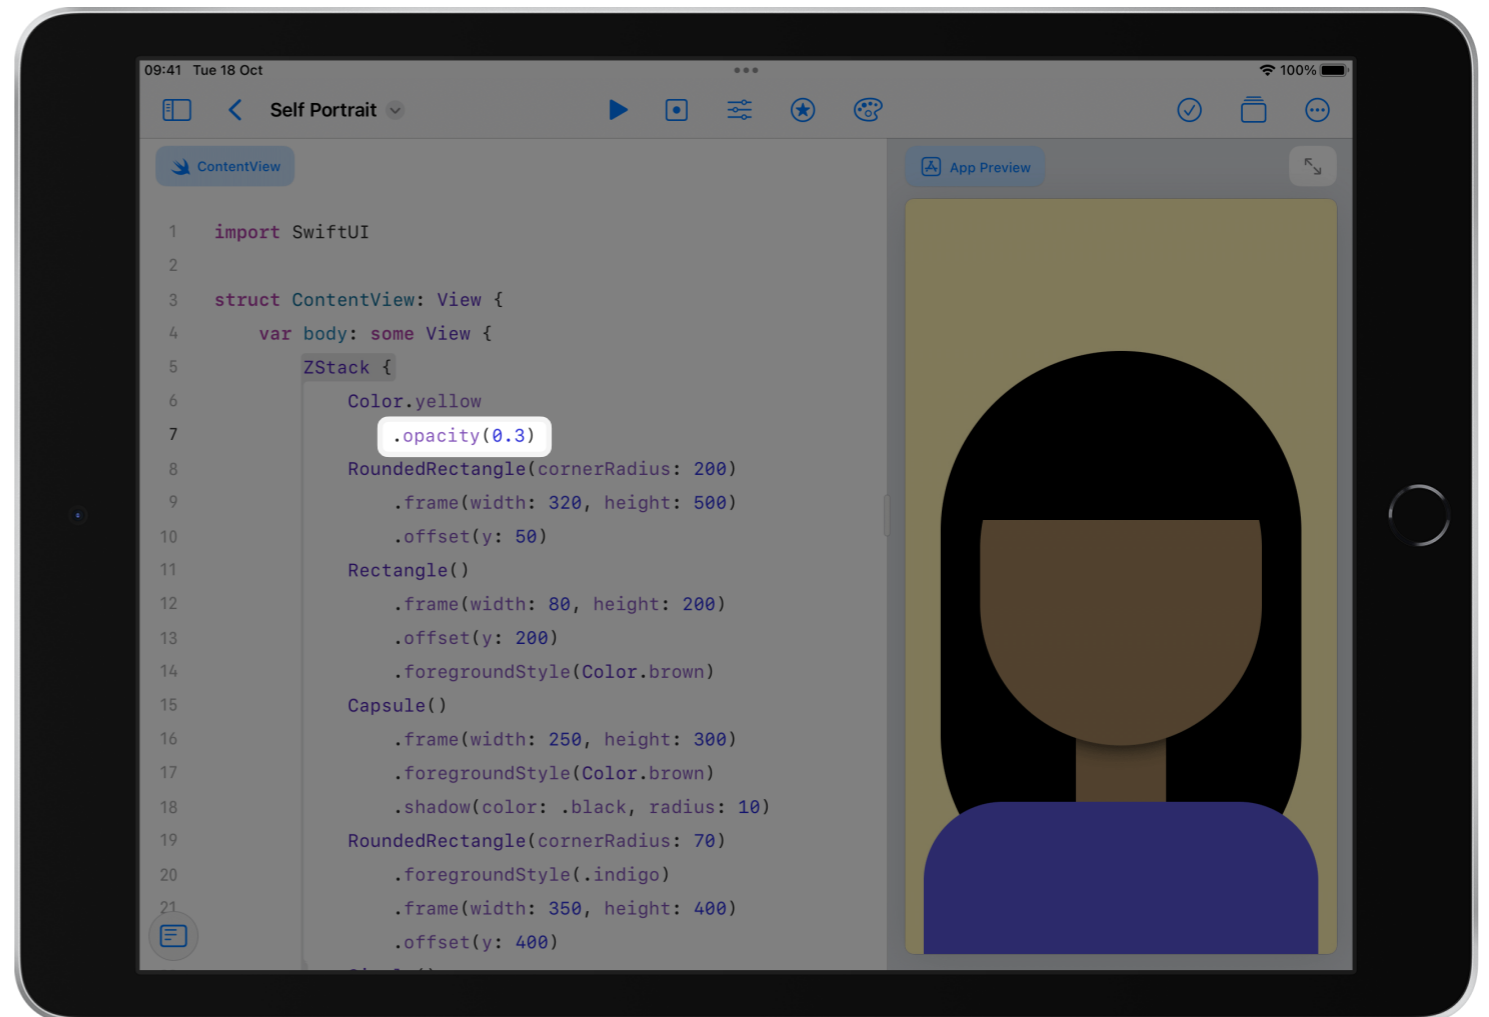 09:41 Tue 18 Oct
100%
Self Portrait
ContentView
App Preview
1 import SwiftUI
2
3 struct ContentView: View {
4 var body: some View {
5 ZStack {
6 Color.yellow
7 .opacity(0.3)
8 RoundedRectangle(cornerRadius: 200)
9 .frame(width: 320, height: 500)
10 .offset(y: 50)
11 Rectangle()
12 .frame(width: 80, height: 200)
13 .offset(y: 200)
14 .foregroundStyle(Color.brown)
15 Capsule()
16 .frame(width: 250, height: 300)
17 .foregroundStyle(Color.brown)
18 .shadow(color: .black, radius: 10)
19 RoundedRectangle(cornerRadius: 70)
20 .foregroundStyle(.indigo)
21 .frame(width: 350, height: 400)
.offset(y: 400)